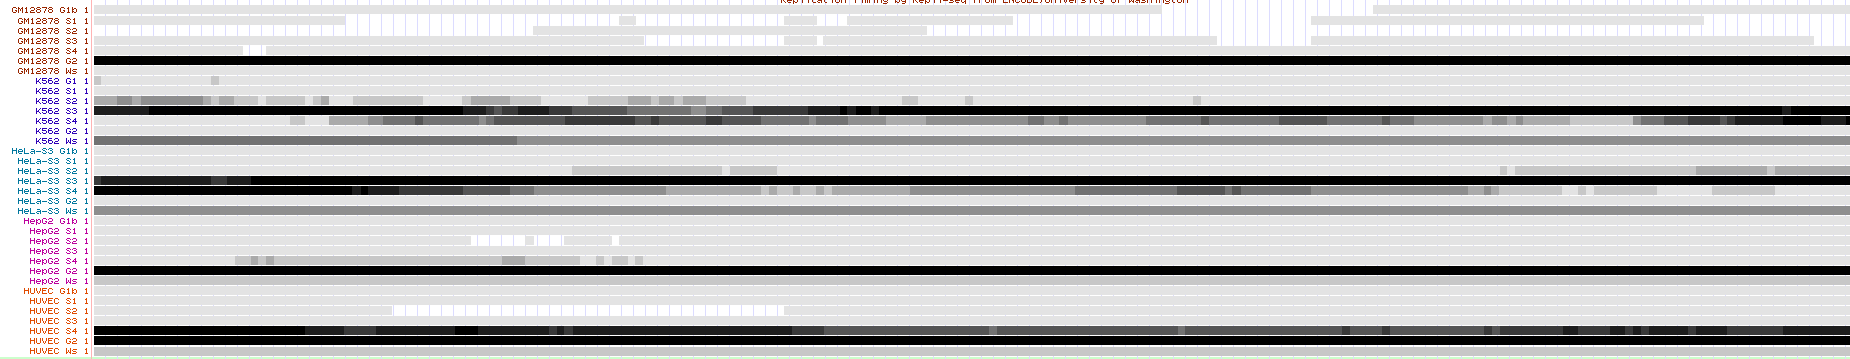 Replication Timing by Repli-seq from ENCODE/University of Washington
GM12878 G1b 1
GM12878 S1 1
GM12878 S2 1
GM12878 S3 1
GM12878 S4 1
GM12878 G2 1
GM12878 Ws 1
K562 G1 1
K562 S1 1
K562 S2 1
K562 S3 1
K562 S4 1
K562 G2 1
K562 Ws 1
HeLa-S3 G1b 1
HeLa-S3 S1 1
HeLa-S3 S2 1
HeLa-S3 S3 1
HeLa-S3 S4 1
HeLa-S3 G2 1
HeLa-S3 Ws 1
HepG2 G1b 1
HepG2 S1 1
HepG2 S2 1
HepG2 S3 1
HepG2 S4 1
HepG2 G2 1
HepG2 Ws 1
HUVEC G1b 1
HUVEC S1 1
HUVEC S2 1
HUVEC S3 1
HUVEC S4 1
HUVEC G2 1
HUVEC Ws 1